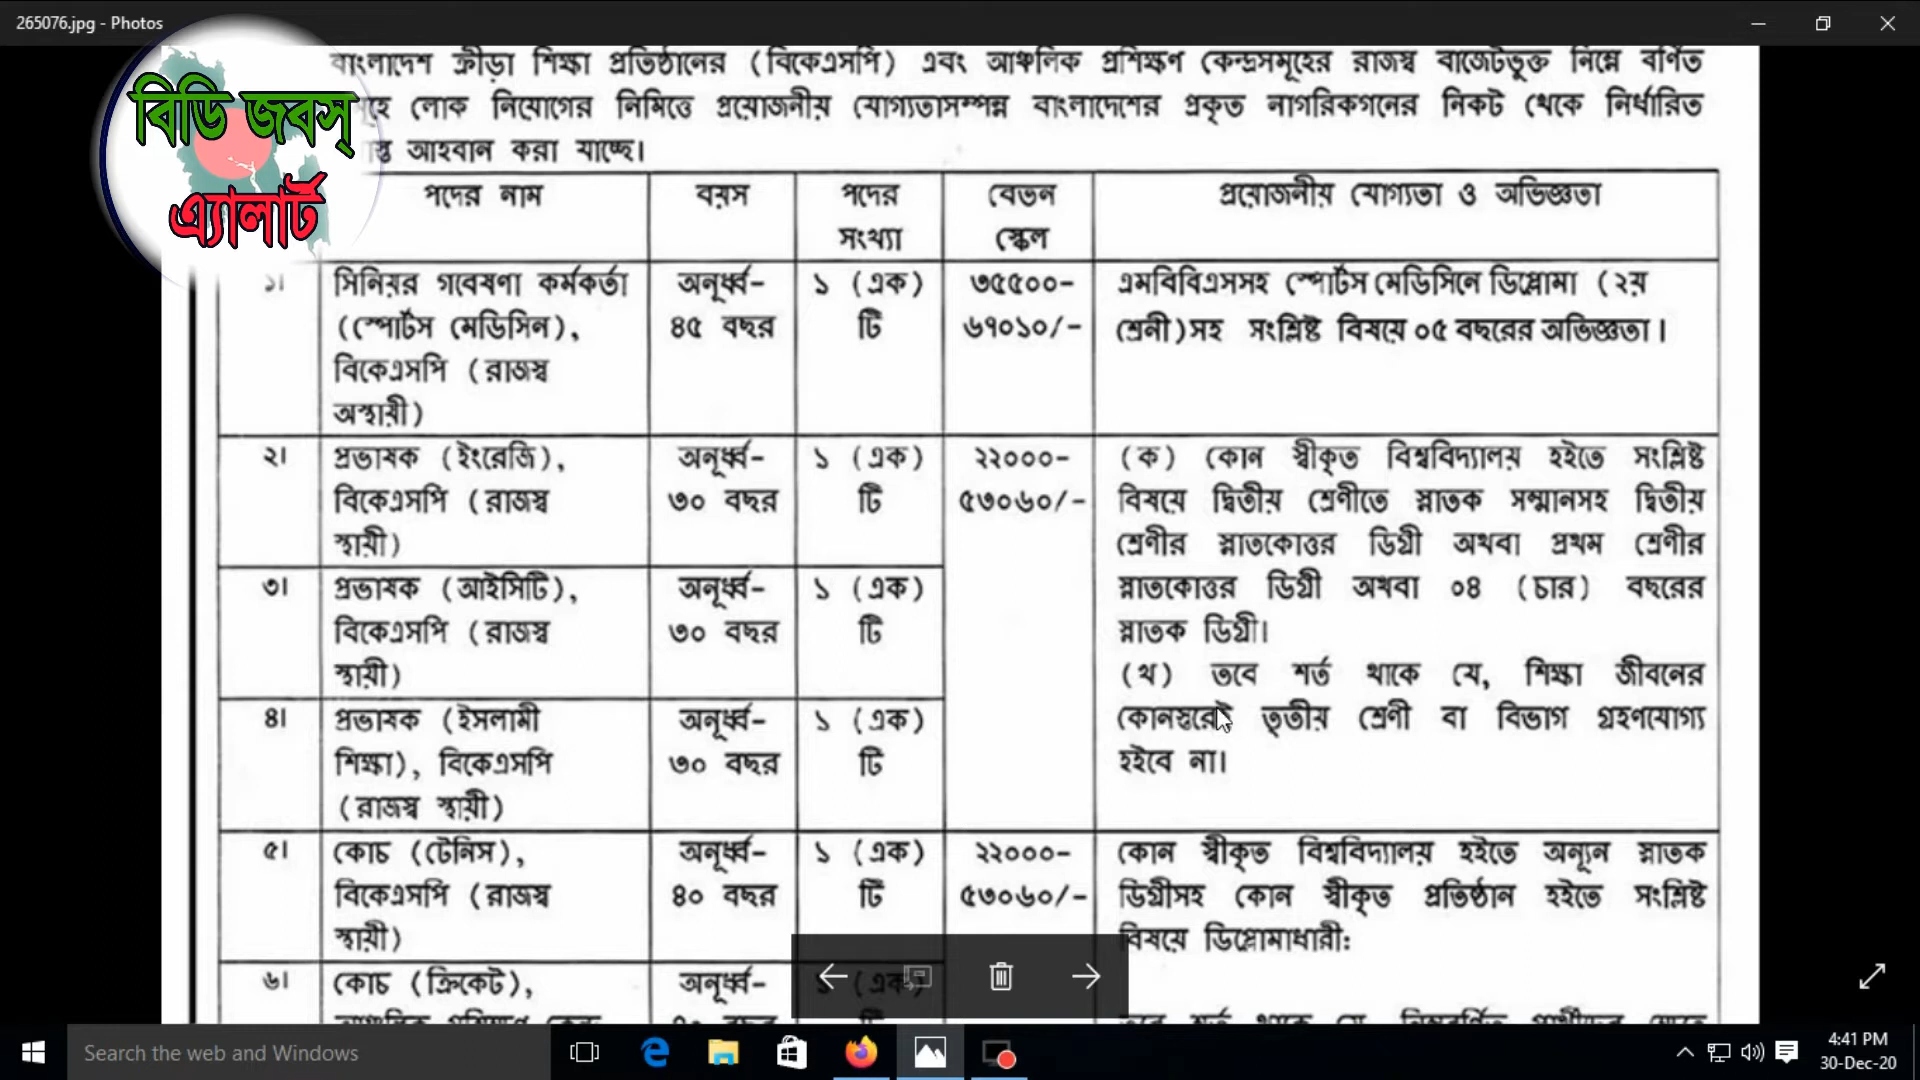 265076.jpg - Photos
বাংলাদেশ ক্রীড়া শিক্ষা প্রতিষ্ঠানের (বিকেএসপি) এবং আঞ্চলিক প্রশিক্ষণ কেন্দ্রসমূহের রাজস্ব বাজেটভুক্ত নিম্নে বর্ণিত
লোক নিয়োগের নিমিত্তে প্রয়োজনীয় যোগ্যতাসম্পন্ন বাংলাদেশের প্রকৃত নাগরিকগনের নিকট থেকে নির্ধারিত
আহবান করা যাচ্ছে।
বিডি জবস্
এ্যালার্ট
পদের নাম
বয়স
পদের
সংখ্যা
বেতন
স্কেল
প্রয়োজনীয় যোগ্যতা ও অভিজ্ঞতা
১।
সিনিয়র গবেষণা কর্মকর্তা
(স্পোর্টস মেডিসিন),
বিকেএসপি (রাজস্ব
অস্থায়ী)
অনূর্ধ্ব-
৪৫ বছর
১ (এক)
টি
৩৫৫০০-
৬৭০১০/-
এমবিবিএসসহ স্পোর্টস মেডিসিনে ডিপ্লোমা (২য়
শ্রেনী)সহ সংশ্লিষ্ট বিষয়ে ০৫ বছরের অভিজ্ঞতা।
২।
প্রভাষক (ইংরেজি),
বিকেএসপি (রাজস্ব
স্থায়ী)
অনূর্ধ্ব-
৩০ বছর
১ (এক)
টি
২২০০০-
৫৩০৬০/-
(ক) কোন স্বীকৃত বিশ্ববিদ্যালয় হইতে সংশ্লিষ্ট
বিষয়ে দ্বিতীয় শ্রেণীতে স্নাতক সম্মানসহ দ্বিতীয়
শ্রেণীর স্নাতকোত্তর ডিগ্রী অথবা প্রথম শ্রেণীর
স্নাতকোত্তর ডিগ্রী অথবা ০৪ (চার) বছরের
স্নাতক ডিগ্রী।
(খ) তবে শর্ত থাকে যে, শিক্ষা জীবনের
কোনস্তরেই তৃতীয় শ্রেণী বা বিভাগ গ্রহণযোগ্য
হইবে না।
৩।
প্রভাষক (আইসিটি),
বিকেএসপি (রাজস্ব
স্থায়ী)
অনূর্ধ্ব-
৩০ বছর
১ (এক)
টি
৪।
প্রভাষক (ইসলামী
শিক্ষা), বিকেএসপি
(রাজস্ব স্থায়ী)
অনূর্ধ্ব-
৩০ বছর
১ (এক)
টি
৫।
কোচ (টেনিস),
বিকেএসপি (রাজস্ব
স্থায়ী)
অনূর্ধ্ব-
৪০ বছর
১ (এক)
টি
২২০০০-
৫৩০৬০/-
কোন স্বীকৃত বিশ্ববিদ্যালয় হইতে অন্যূন স্নাতক
ডিগ্রীসহ কোন স্বীকৃত প্রতিষ্ঠান হইতে সংশ্লিষ্ট
বিষয়ে ডিপ্লোমাধারী:
৬।
কোচ (ক্রিকেট),
অনূর্ধ্ব-
১ (এক)
Search the web and Windows
4:41 PM
30-Dec-20